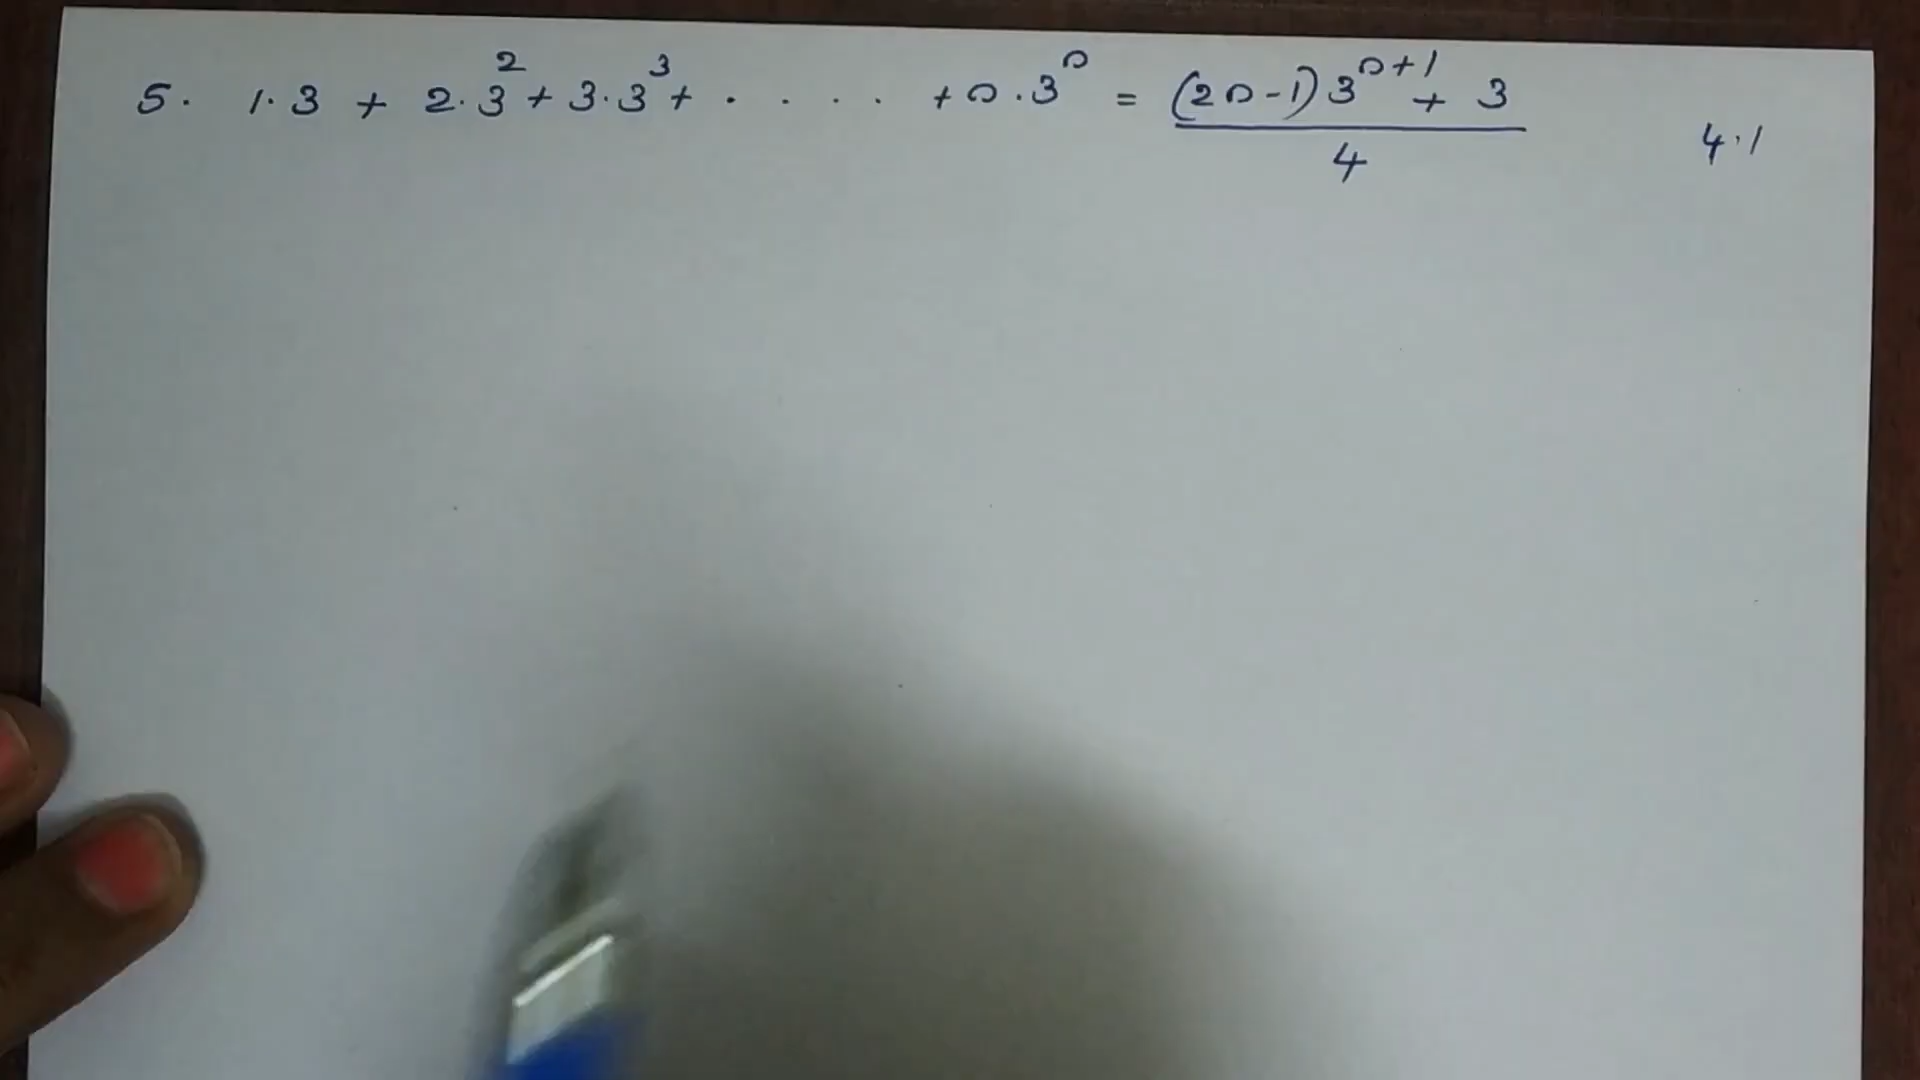 5. 1·3 + 2·3² + 3·3³ + . . . . + n·3ⁿ = (2n-1)3ⁿ⁺¹ + 3
4
4.1